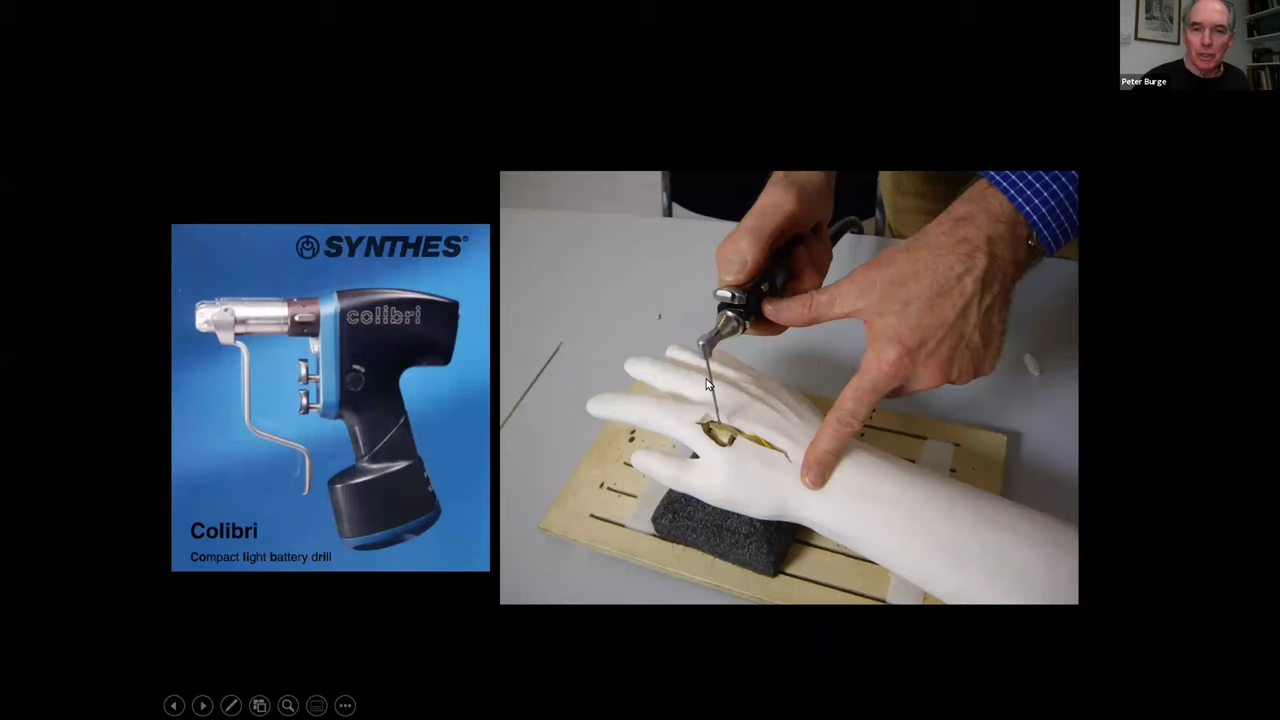 Peter Burge
SYNTHES®
colibri
Colibri
Compact light battery drill